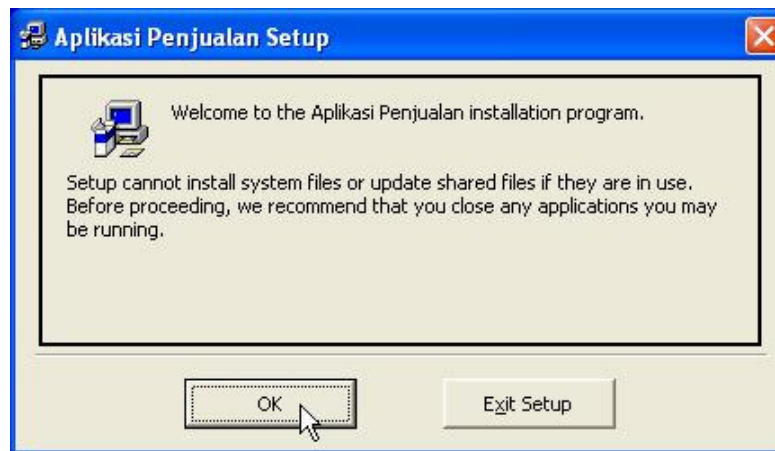 Aplikasi Penjualan Setup
Welcome to the Aplikasi Penjualan installation program.
Setup cannot install system files or update shared files if they are in use.
Before proceeding, we recommend that you close any applications you may
be running.
OK
Exit Setup